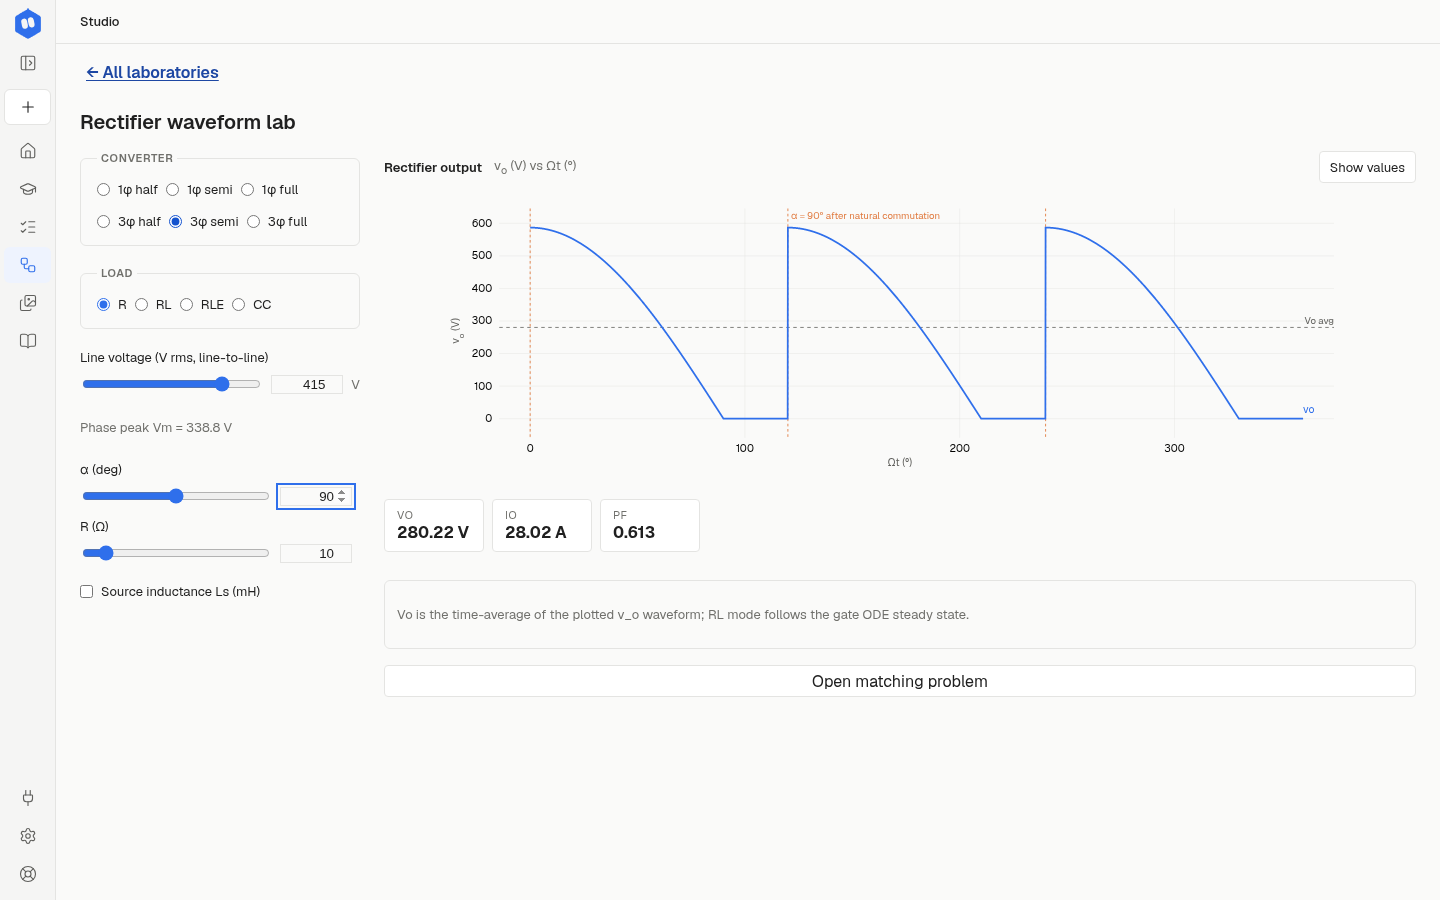 Studio
← All laboratories
Rectifier waveform lab
CONVERTER
1φ half 1φ semi 1φ full
3φ half 3φ semi 3φ full
LOAD
R RL RLE CC
Line voltage (V rms, line-to-line)
415 V
Phase peak Vm = 338.8 V
α (deg)
90
R (Ω)
10
Source inductance Ls (mH)
Rectifier output vo (V) vs Ωt (°)
Show values
α = 90° after natural commutation
600
500
400
300
200
100
0
vo (V)
Vo avg
vo
0 100 200 300
Ωt (°)
VO
280.22 V
IO
28.02 A
PF
0.613
Vo is the time-average of the plotted v_o waveform; RL mode follows the gate ODE steady state.
Open matching problem